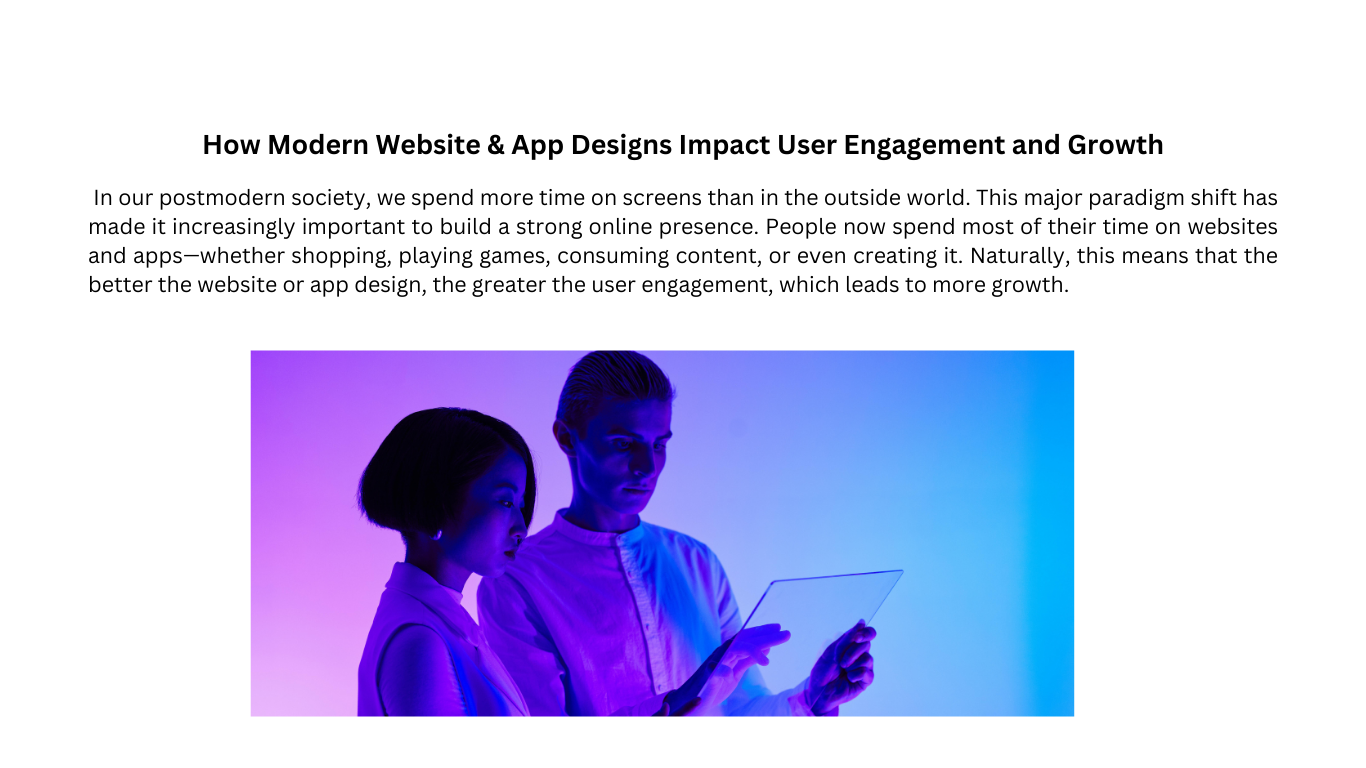 How Modern Website & App Designs Impact User Engagement and Growth
In our postmodern society, we spend more time on screens than in the outside world. This major paradigm shift has
made it increasingly important to build a strong online presence. People now spend most of their time on websites
and apps—whether shopping, playing games, consuming content, or even creating it. Naturally, this means that the
better the website or app design, the greater the user engagement, which leads to more growth.